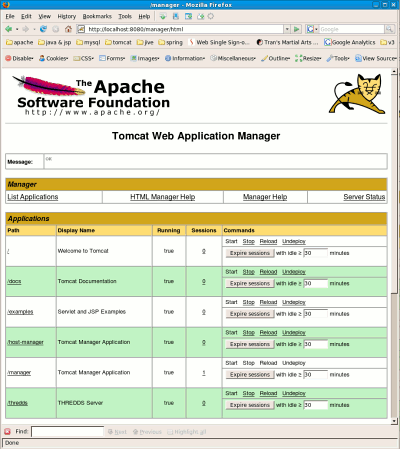 /manager - Mozilla Firefox
File Edit View History Bookmarks Tools Help
http://localhost:8080/manager/html
Google
apache java & jsp mysql tomcat jive spring Web Single Sign-o... Tran's Martial Arts ... Google Analytics v3
Disable Cookies CSS Forms Images Information Miscellaneous Outline Resize Tools View Source
The Apache
Software Foundation
http://www.apache.org/
Tomcat Web Application Manager
Message: OK
Manager
List Applications HTML Manager Help Manager Help Server Status
Applications
Path Display Name Running Sessions Commands
/ Welcome to Tomcat true 0 Start Stop Reload Undeploy
Expire sessions with idle ≥ 30 minutes
/docs Tomcat Documentation true 0 Start Stop Reload Undeploy
Expire sessions with idle ≥ 30 minutes
/examples Servlet and JSP Examples true 0 Start Stop Reload Undeploy
Expire sessions with idle ≥ 30 minutes
/host-manager Tomcat Manager Application true 0 Start Stop Reload Undeploy
Expire sessions with idle ≥ 30 minutes
/manager Tomcat Manager Application true 1 Start Stop Reload Undeploy
Expire sessions with idle ≥ 30 minutes
/thredds THREDDS Server true 0 Start Stop Reload Undeploy
Expire sessions with idle ≥ 30 minutes
Find: Next Previous Highlight all
Done